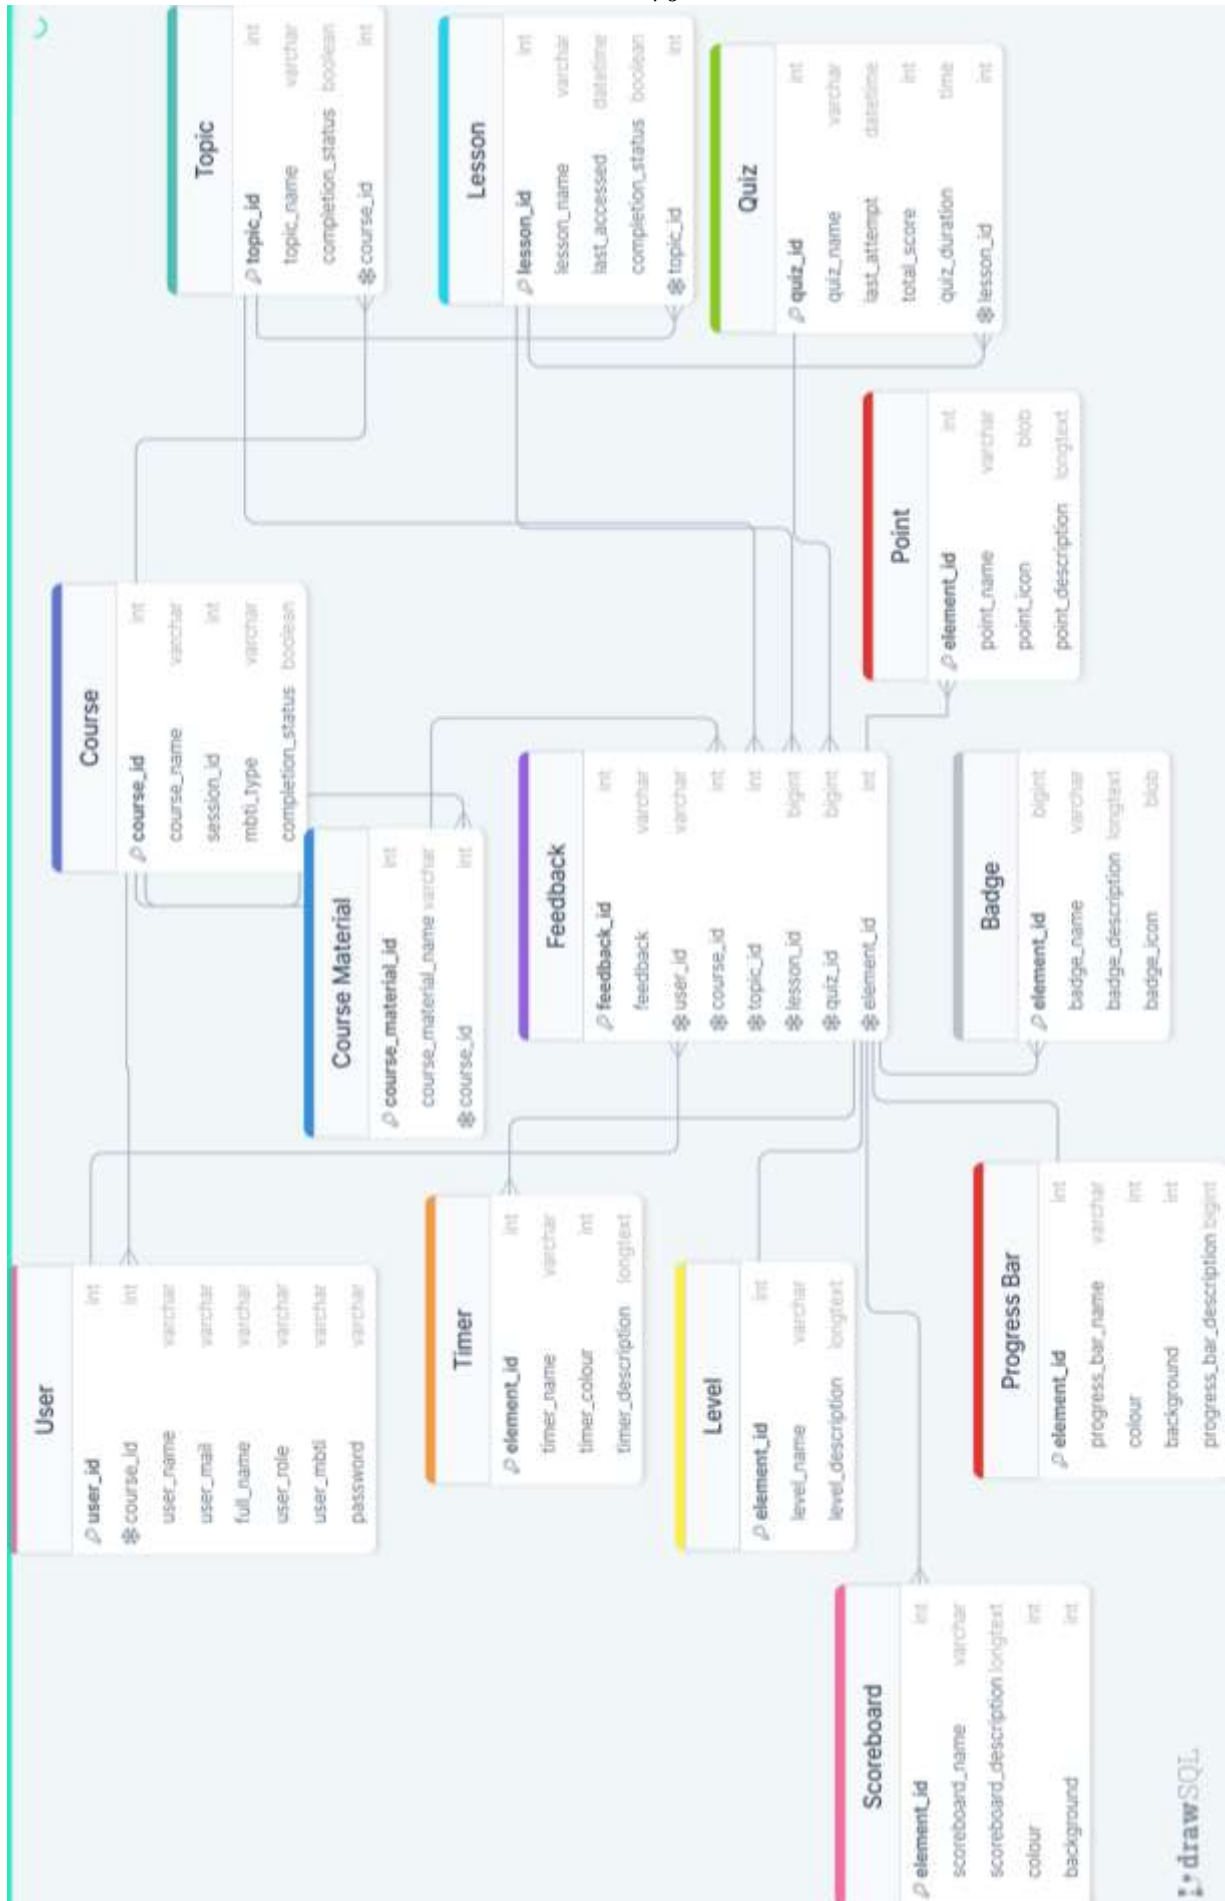 User
user_id int
course_id int
user_name varchar
user_mail varchar
full_name varchar
user_role varchar
user_mbti varchar
password varchar
Course
course_id int
course_name varchar
session_id int
mbti_type varchar
completion_status boolean
Topic
topic_id int
topic_name varchar
completion_status boolean
course_id int
Course Material
course_material_id int
course_material_name varchar
course_id int
Lesson
lesson_id int
lesson_name varchar
last_accessed datetime
completion_status boolean
topic_id int
Timer
element_id int
timer_name varchar
timer_colour int
timer_description longtext
Feedback
feedback_id int
feedback varchar
user_id varchar
course_id int
topic_id int
lesson_id bigint
quiz_id bigint
element_id int
Quiz
quiz_id int
quiz_name varchar
last_attempt datetime
total_score int
quiz_duration time
lesson_id int
Level
element_id int
level_name varchar
level_description longtext
Point
element_id int
point_name varchar
point_icon blob
point_description longtext
Scoreboard
element_id int
scoreboard_name varchar
scoreboard_description longtext
colour int
background int
Progress Bar
element_id int
progress_bar_name varchar
colour int
background int
progress_bar_description bigint
Badge
element_id bigint
badge_name varchar
badge_description longtext
badge_icon blob
drawSQL